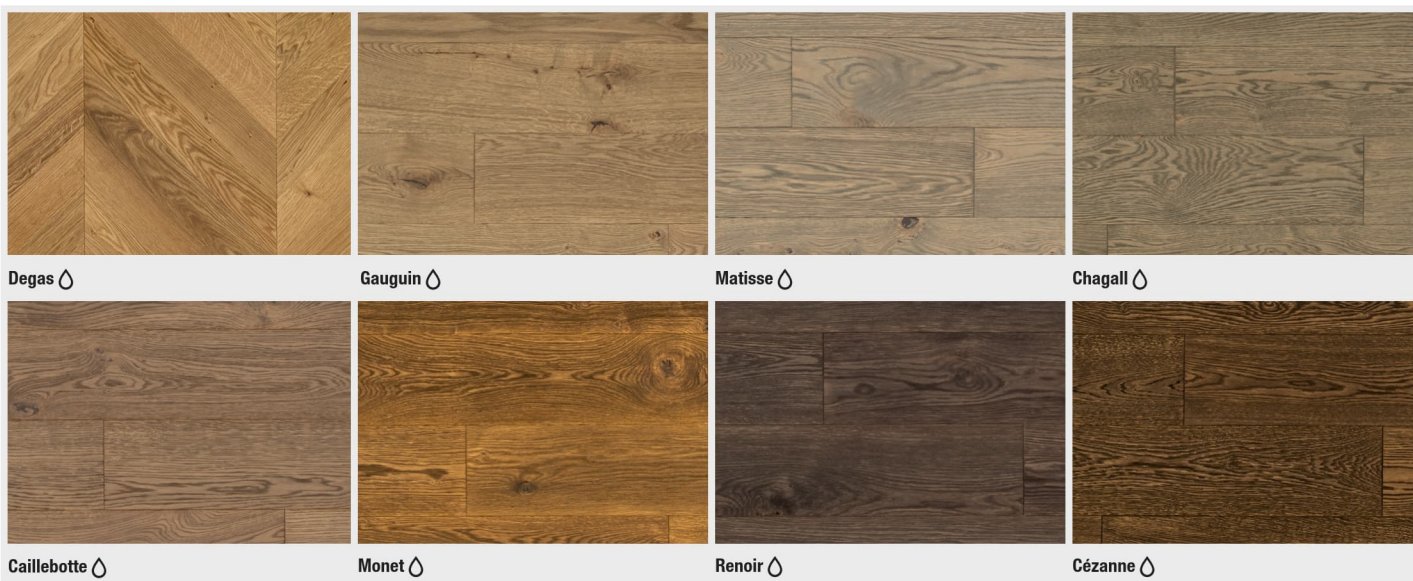 Degas
Gauguin
Matisse
Chagall
Caillebotte
Monet
Renoir
Cézanne